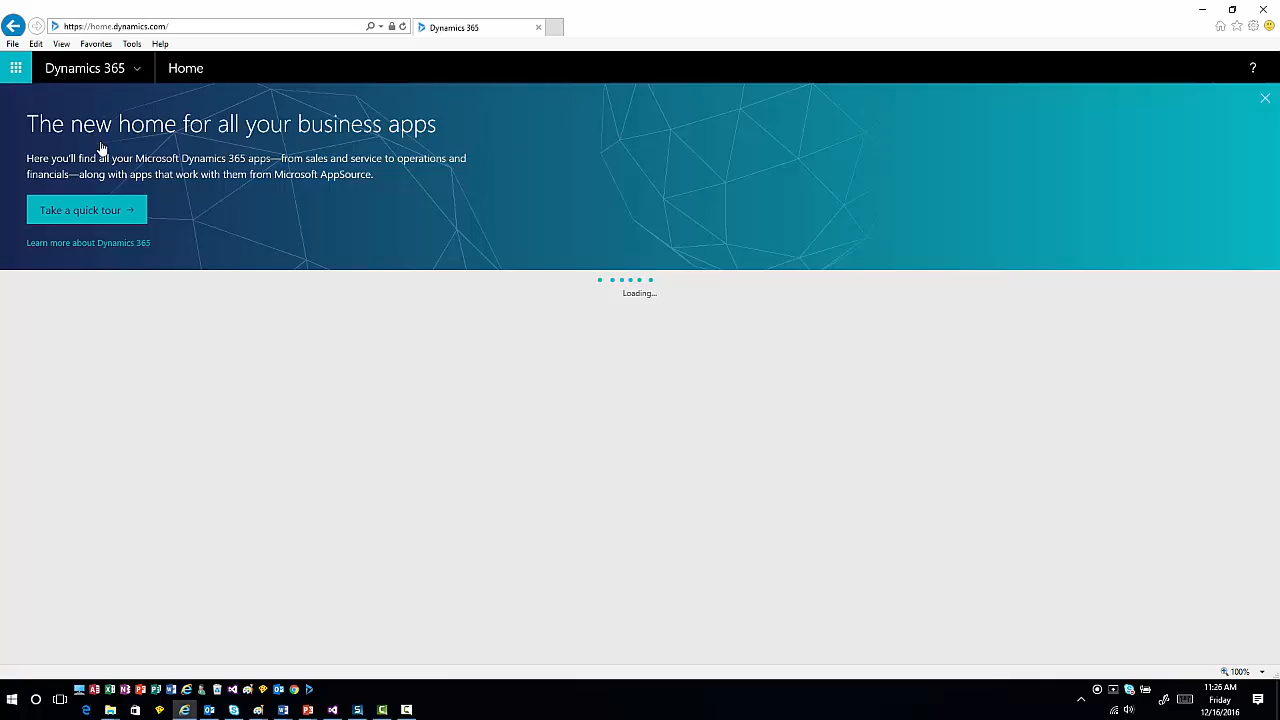 https://home.dynamics.com/
Dynamics 365
File Edit View Favorites Tools Help
Dynamics 365 Home ?
The new home for all your business apps
Here you'll find all your Microsoft Dynamics 365 apps—from sales and service to operations and
financials—along with apps that work with them from Microsoft AppSource.
Take a quick tour →
Learn more about Dynamics 365
Loading...
100%
11:26 AM
Friday
12/16/2016